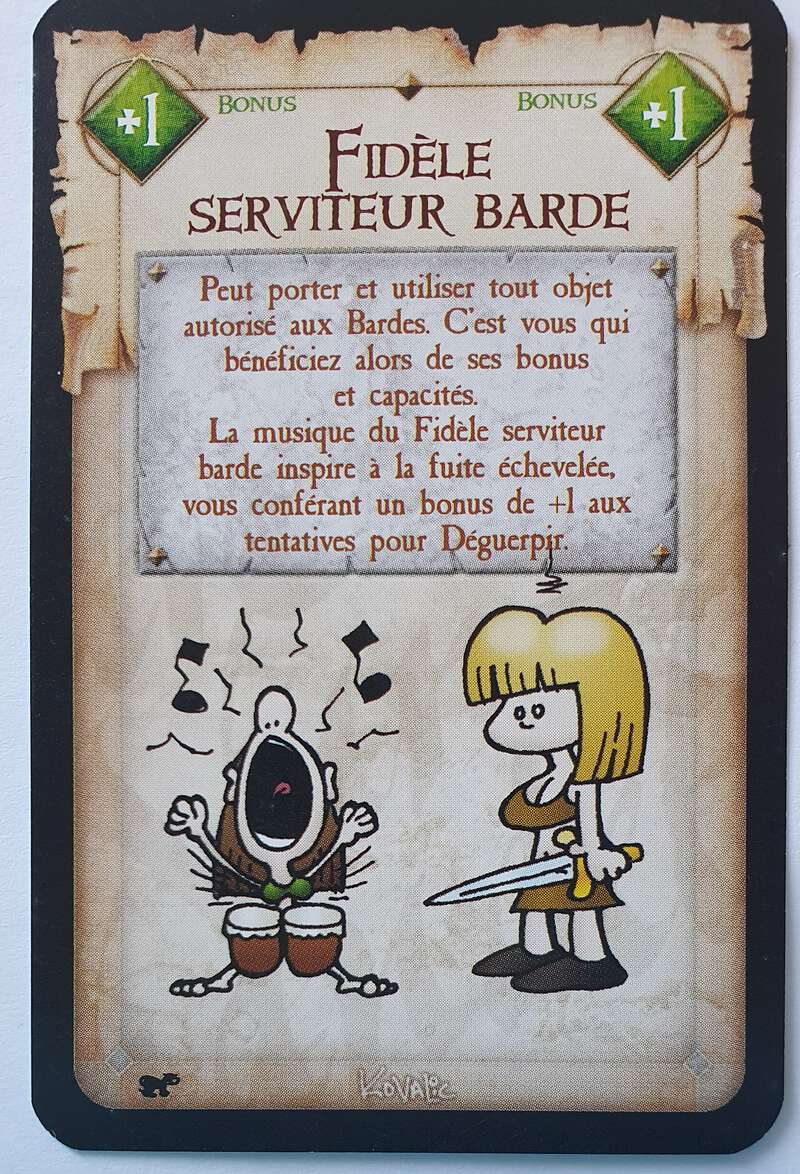 +1 BONUS BONUS +1
FIDÈLE
SERVITEUR BARDE
Peut porter et utiliser tout objet
autorisé aux Bardes. C'est vous qui
bénéficiez alors de ses bonus
et capacités.
La musique du Fidèle serviteur
barde inspire à la fuite échevelée,
vous conférant un bonus de +1 aux
tentatives pour Déguerpir.
KOVALIC